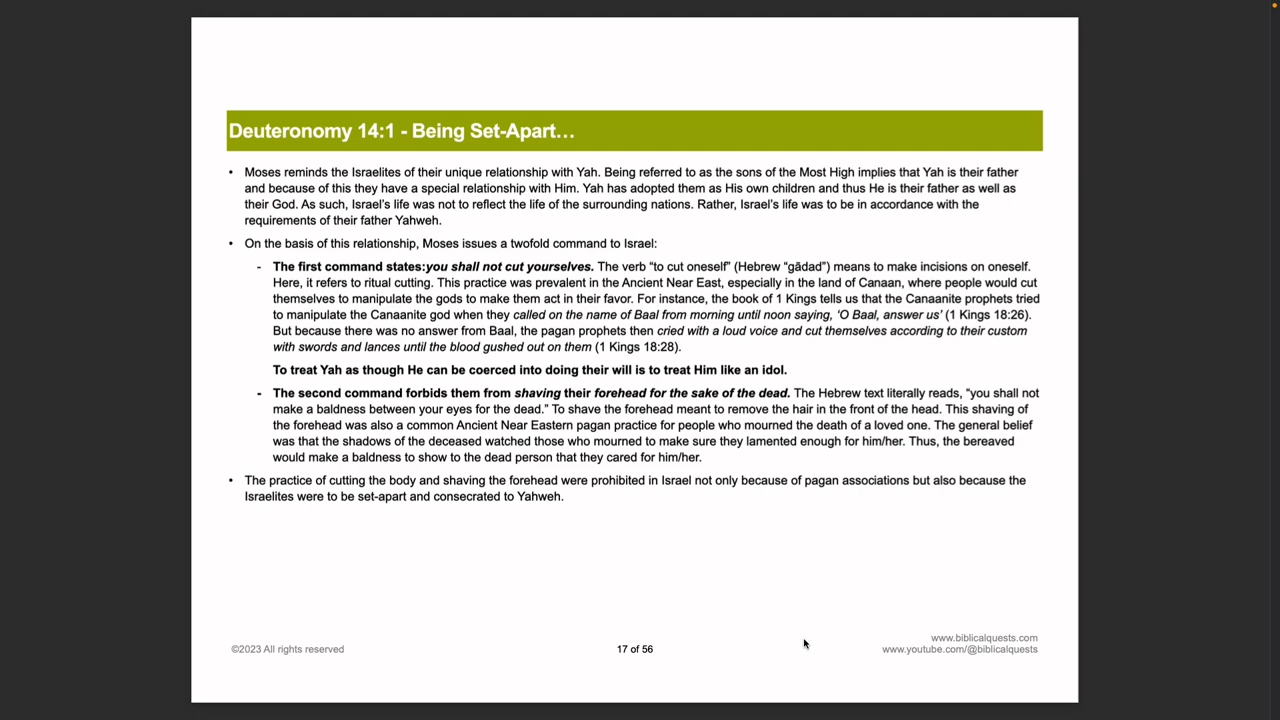 Deuteronomy 14:1 - Being Set-Apart…
• Moses reminds the Israelites of their unique relationship with Yah. Being referred to as the sons of the Most High implies that Yah is their father
and because of this they have a special relationship with Him. Yah has adopted them as His own children and thus He is their father as well as
their God. As such, Israel's life was not to reflect the life of the surrounding nations. Rather, Israel's life was to be in accordance with the
requirements of their father Yahweh.
• On the basis of this relationship, Moses issues a twofold command to Israel:
- The first command states:you shall not cut yourselves. The verb “to cut oneself” (Hebrew “gādad”) means to make incisions on oneself.
Here, it refers to ritual cutting. This practice was prevalent in the Ancient Near East, especially in the land of Canaan, where people would cut
themselves to manipulate the gods to make them act in their favor. For instance, the book of 1 Kings tells us that the Canaanite prophets tried
to manipulate the Canaanite god when they called on the name of Baal from morning until noon saying, ‘O Baal, answer us’ (1 Kings 18:26).
But because there was no answer from Baal, the pagan prophets then cried with a loud voice and cut themselves according to their custom
with swords and lances until the blood gushed out on them (1 Kings 18:28).
To treat Yah as though He can be coerced into doing their will is to treat Him like an idol.
- The second command forbids them from shaving their forehead for the sake of the dead. The Hebrew text literally reads, “you shall not
make a baldness between your eyes for the dead.” To shave the forehead meant to remove the hair in the front of the head. This shaving of
the forehead was also a common Ancient Near Eastern pagan practice for people who mourned the death of a loved one. The general belief
was that the shadows of the deceased watched those who mourned to make sure they lamented enough for him/her. Thus, the bereaved
would make a baldness to show to the dead person that they cared for him/her.
• The practice of cutting the body and shaving the forehead were prohibited in Israel not only because of pagan associations but also because the
Israelites were to be set-apart and consecrated to Yahweh.
©2023 All rights reserved
17 of 56
www.biblicalquests.com
www.youtube.com/@biblicalquests